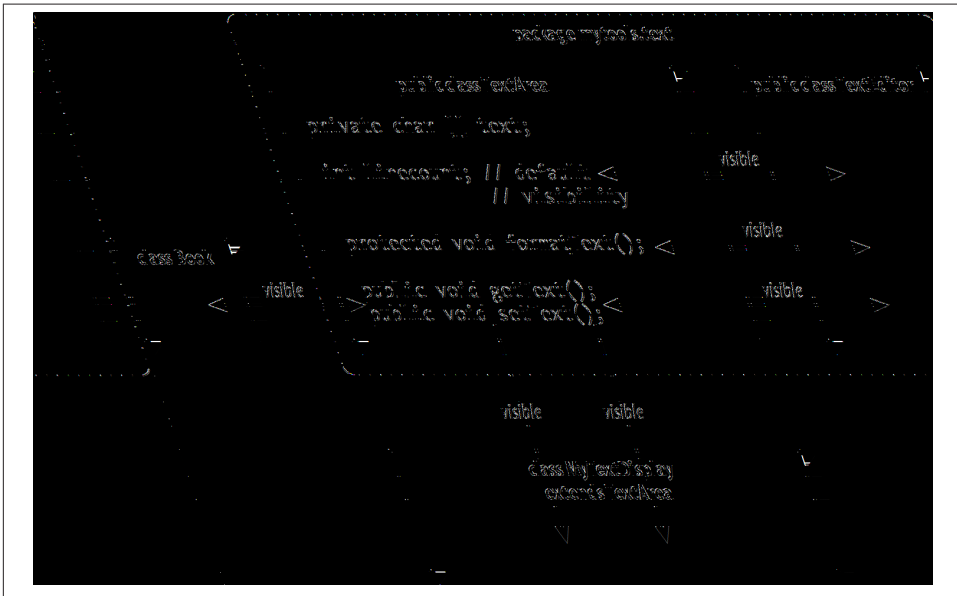 package mytools.text
public class TextArea
public class TextEditor
private char [] text;
visible
int linecount; // default
// visibility
visible
protected void formatText();
class Book
visible
public void getText();
visible
public void setText();
visible
visible
class MyTextDisplay
extends TextArea